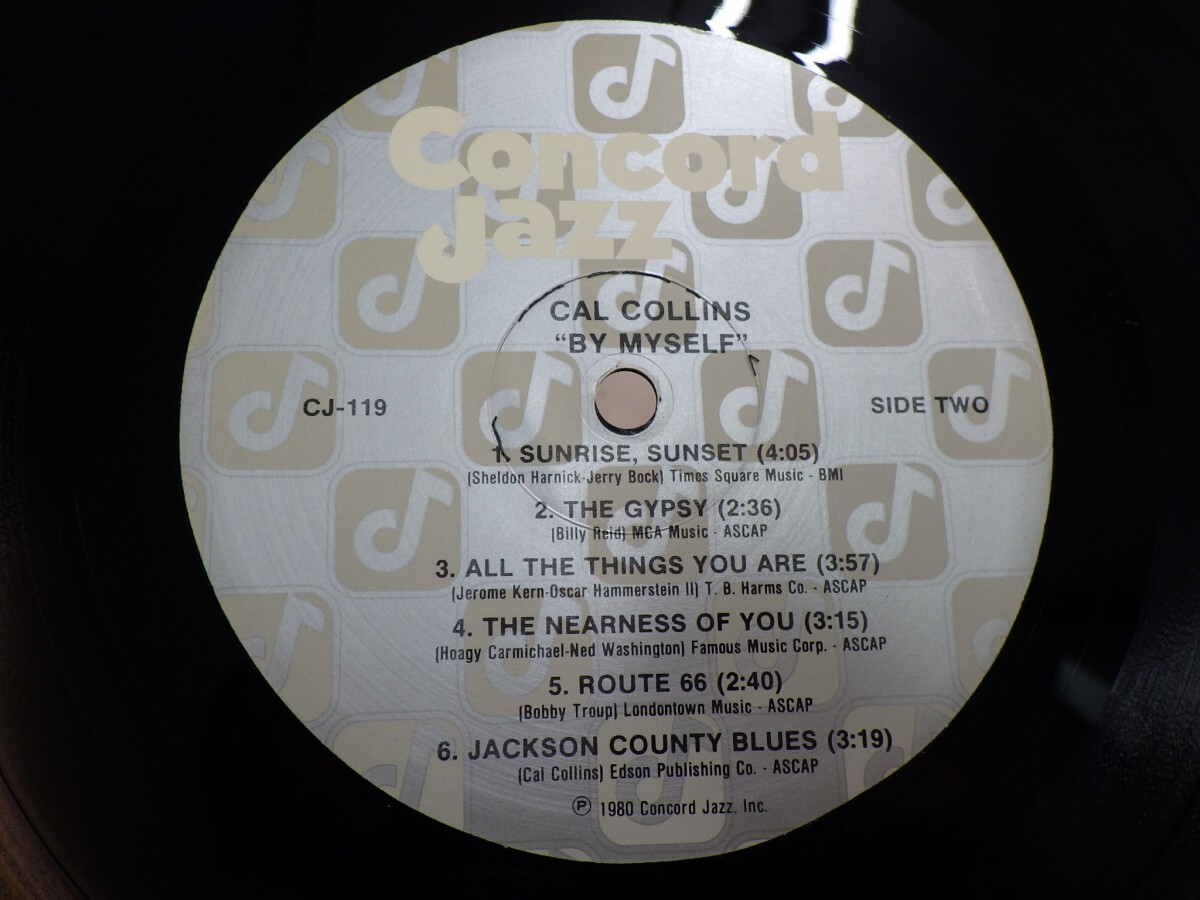 Concord
Jazz
CAL COLLINS
"BY MYSELF"
CJ-119
SIDE TWO
1. SUNRISE, SUNSET (4:05)
(Sheldon Harnick-Jerry Bock) Times Square Music - BMI
2. THE GYPSY (2:36)
(Billy Reid) MCA Music - ASCAP
3. ALL THE THINGS YOU ARE (3:57)
(Jerome Kern-Oscar Hammerstein II) T. B. Harms Co. - ASCAP
4. THE NEARNESS OF YOU (3:15)
(Hoagy Carmichael-Ned Washington) Famous Music Corp. - ASCAP
5. ROUTE 66 (2:40)
(Bobby Troup) Londontown Music - ASCAP
6. JACKSON COUNTY BLUES (3:19)
(Cal Collins) Edson Publishing Co. - ASCAP
℗ 1980 Concord Jazz, Inc.